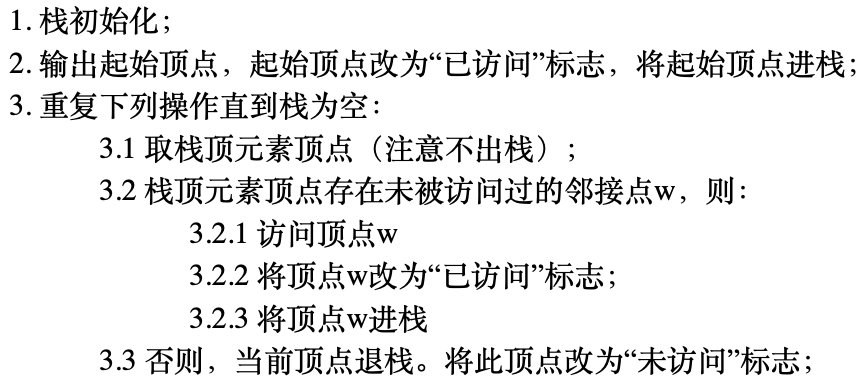 1. 栈初始化；
2. 输出起始顶点，起始顶点改为“已访问”标志，将起始顶点进栈；
3. 重复下列操作直到栈为空：
3.1 取栈顶元素顶点（注意不出栈）；
3.2 栈顶元素顶点存在未被访问过的邻接点w，则：
3.2.1 访问顶点w
3.2.2 将顶点w改为“已访问”标志；
3.2.3 将顶点w进栈
3.3 否则，当前顶点退栈。将此顶点改为“未访问”标志；